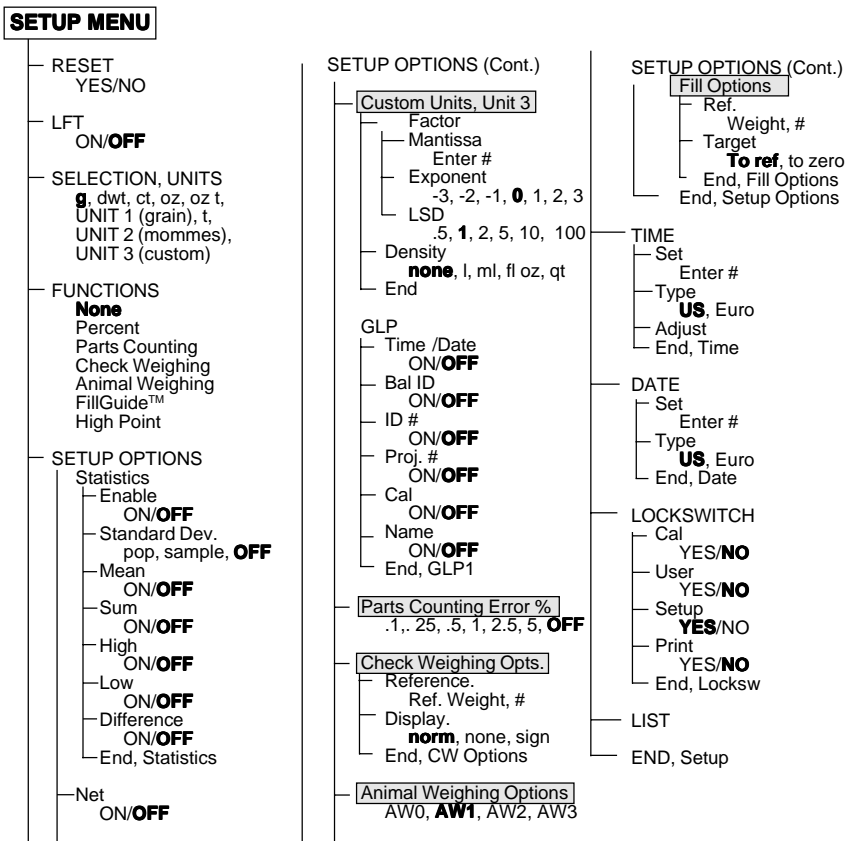 SETUP MENU
RESET
YES/NO
LFT
ON/OFF
SELECTION, UNITS
g, dwt, ct, oz, oz t,
UNIT 1 (grain), t,
UNIT 2 (mommes),
UNIT 3 (custom)
FUNCTIONS
None
Percent
Parts Counting
Check Weighing
Animal Weighing
FillGuide™
High Point
SETUP OPTIONS
Statistics
Enable
ON/OFF
Standard Dev.
pop, sample, OFF
Mean
ON/OFF
Sum
ON/OFF
High
ON/OFF
Low
ON/OFF
Difference
ON/OFF
End, Statistics
Net
ON/OFF
SETUP OPTIONS (Cont.)
Custom Units, Unit 3
Factor
Mantissa
Enter #
Exponent
-3, -2, -1, 0, 1, 2, 3
LSD
.5, 1, 2, 5, 10, 100
Density
none, l, ml, fl oz, qt
End
GLP
Time /Date
ON/OFF
Bal ID
ON/OFF
ID #
ON/OFF
Proj. #
ON/OFF
Cal
ON/OFF
Name
ON/OFF
End, GLP1
Parts Counting Error %
.1,. 25, .5, 1, 2.5, 5, OFF
Check Weighing Opts.
Reference.
Ref. Weight, #
Display.
norm, none, sign
End, CW Options
Animal Weighing Options
AW0, AW1, AW2, AW3
SETUP OPTIONS (Cont.)
Fill Options
Ref.
Weight, #
Target
To ref, to zero
End, Fill Options
End, Setup Options
TIME
Set
Enter #
Type
US, Euro
Adjust
End, Time
DATE
Set
Enter #
Type
US, Euro
End, Date
LOCKSWITCH
Cal
YES/NO
User
YES/NO
Setup
YES/NO
Print
YES/NO
End, Locksw
LIST
END, Setup